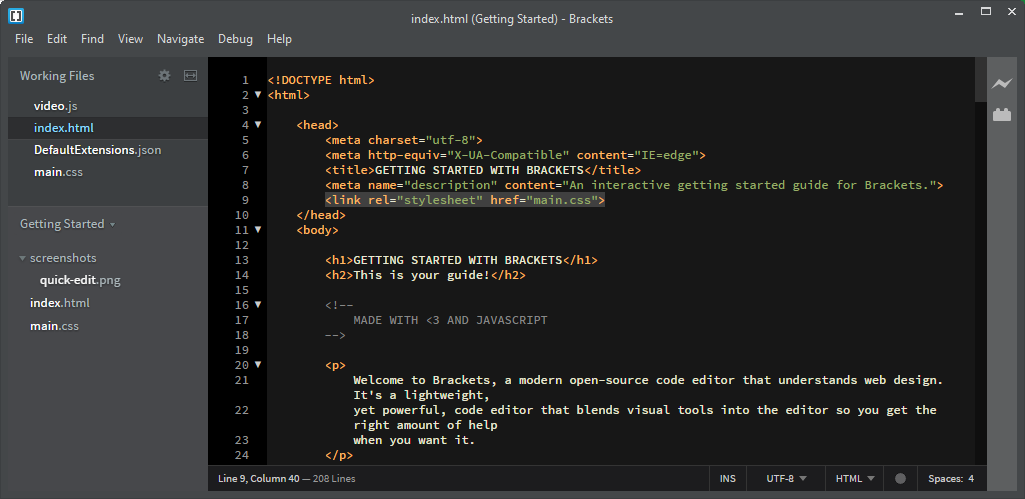 index.html (Getting Started) - Brackets
File Edit Find View Navigate Debug Help
Working Files
video.js
index.html
DefaultExtensions.json
main.css
Getting Started
screenshots
quick-edit.png
index.html
main.css
1 <!DOCTYPE html>
2 <html>
3
4 <head>
5 <meta charset="utf-8">
6 <meta http-equiv="X-UA-Compatible" content="IE=edge">
7 <title>GETTING STARTED WITH BRACKETS</title>
8 <meta name="description" content="An interactive getting started guide for Brackets.">
9 <link rel="stylesheet" href="main.css">
10 </head>
11 <body>
12
13 <h1>GETTING STARTED WITH BRACKETS</h1>
14 <h2>This is your guide!</h2>
15
16 <!--
17 MADE WITH <3 AND JAVASCRIPT
18 -->
19
20 <p>
21 Welcome to Brackets, a modern open-source code editor that understands web design.
It's a lightweight,
22 yet powerful, code editor that blends visual tools into the editor so you get the
right amount of help
23 when you want it.
24 </p>
Line 9, Column 40 — 208 Lines INS UTF-8 HTML Spaces: 4